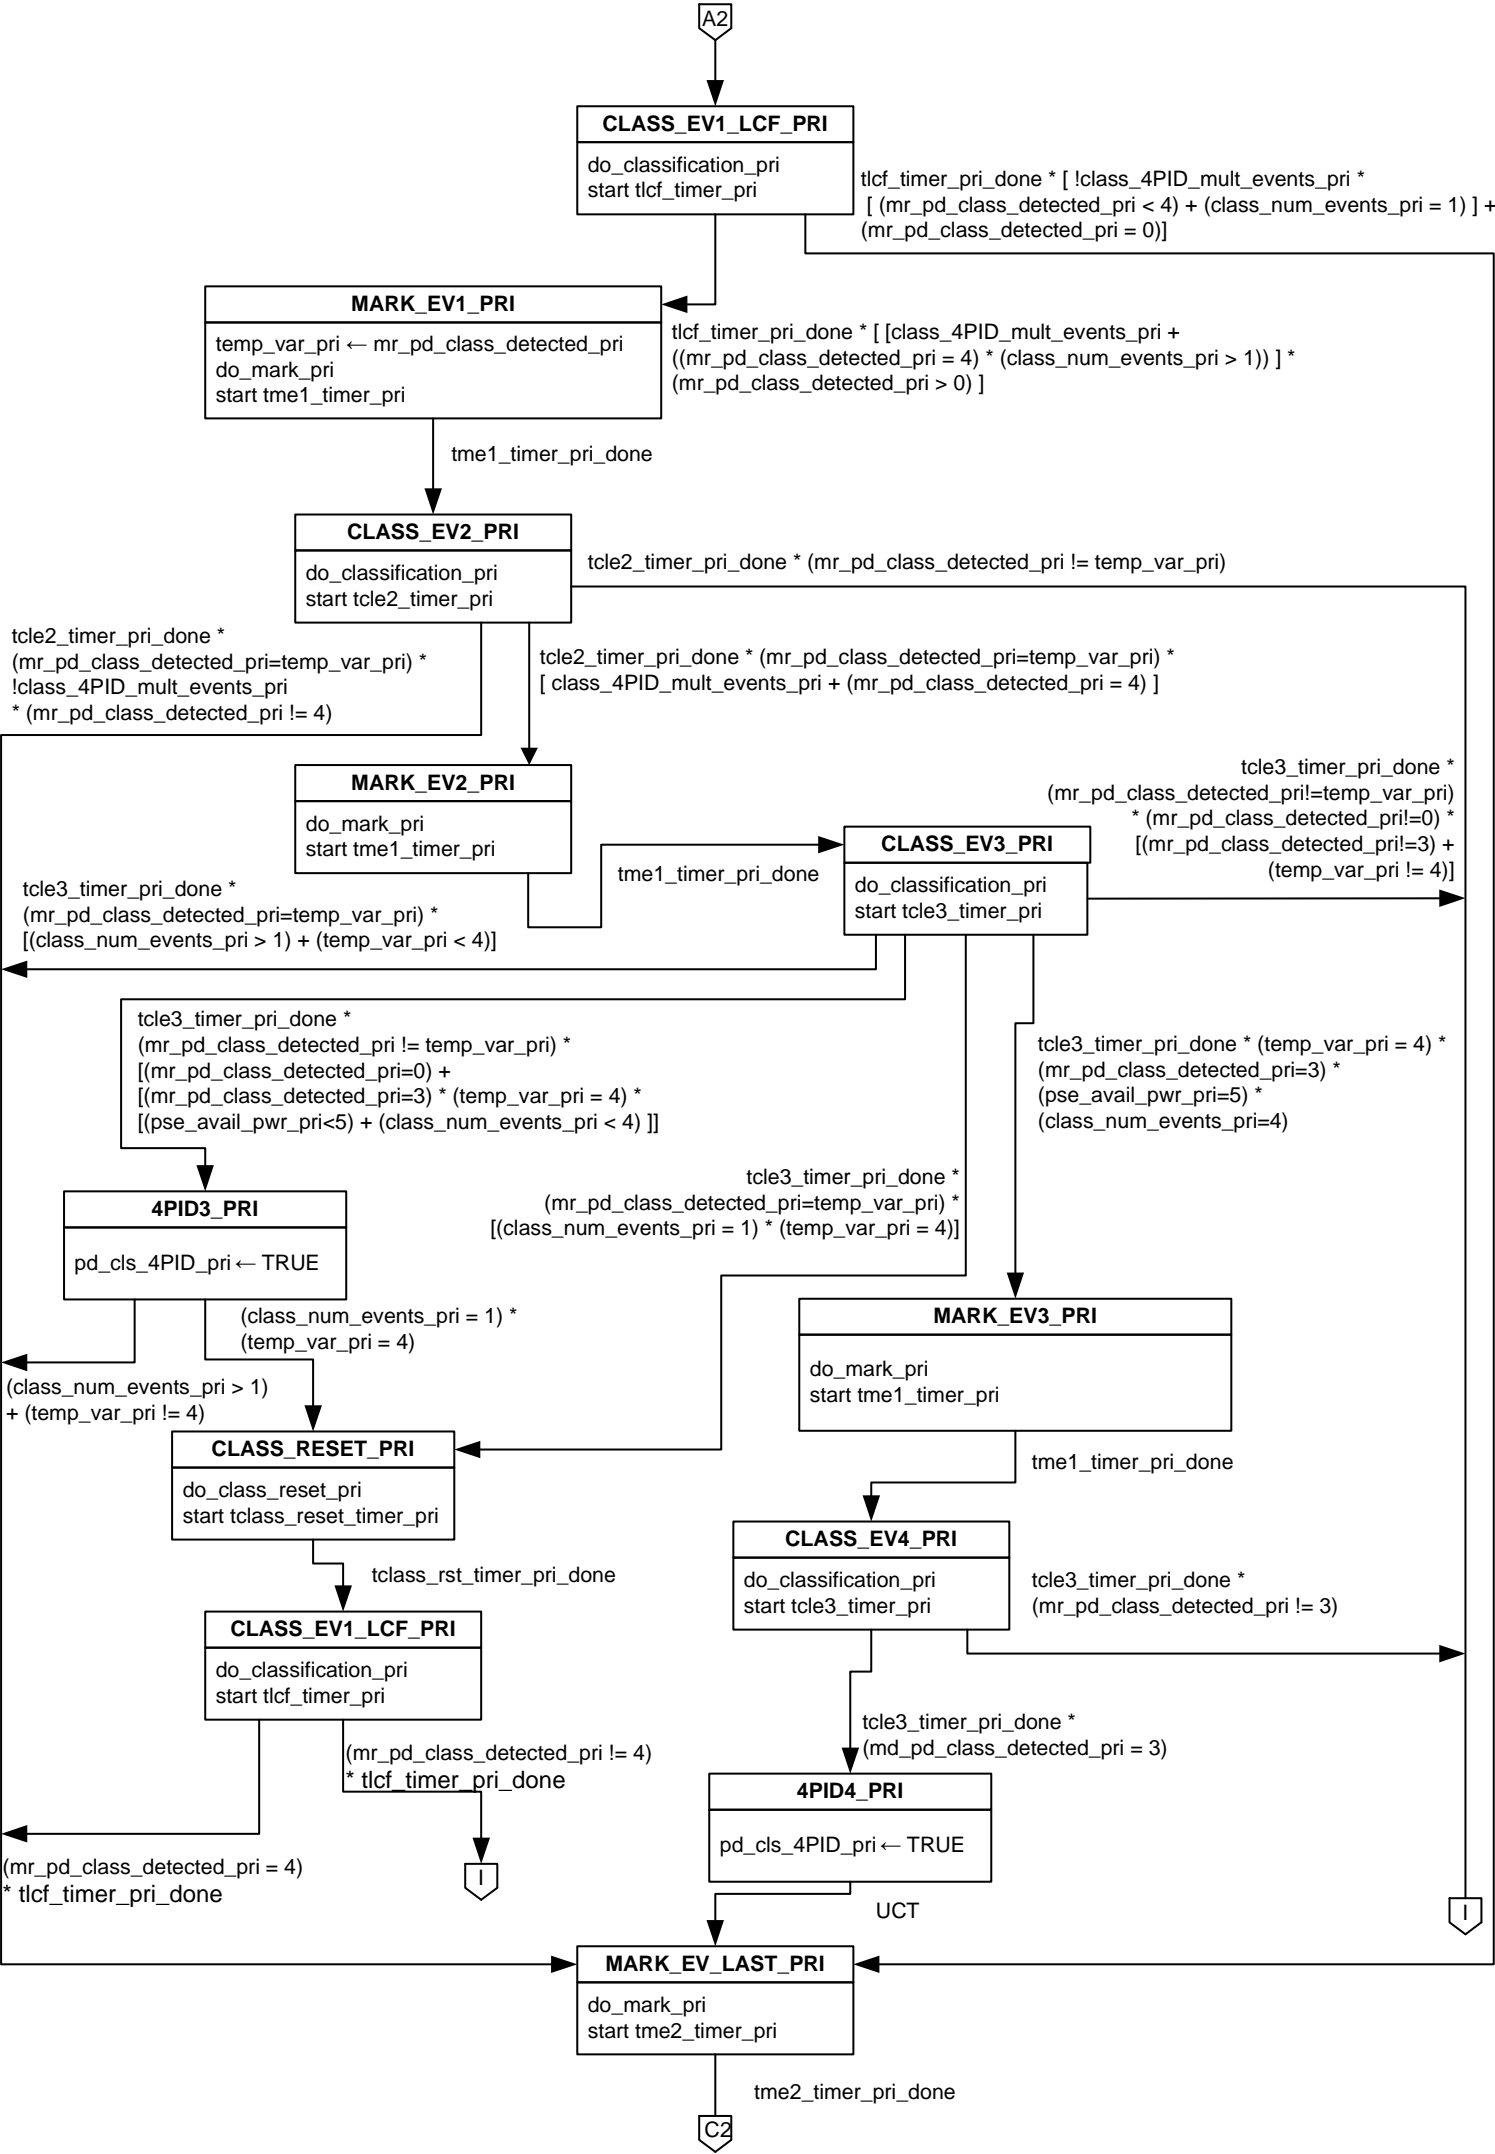 A2
CLASS_EV1_LCF_PRI
do_classification_pri
start tlcf_timer_pri
tlcf_timer_pri_done * [ !class_4PID_mult_events_pri *
[ (mr_pd_class_detected_pri < 4) + (class_num_events_pri = 1) ] +
(mr_pd_class_detected_pri = 0)]
MARK_EV1_PRI
temp_var_pri ← mr_pd_class_detected_pri
do_mark_pri
start tme1_timer_pri
tlcf_timer_pri_done * [ [class_4PID_mult_events_pri +
((mr_pd_class_detected_pri = 4) * (class_num_events_pri > 1)) ] *
(mr_pd_class_detected_pri > 0) ]
tme1_timer_pri_done
CLASS_EV2_PRI
do_classification_pri
start tcle2_timer_pri
tcle2_timer_pri_done * (mr_pd_class_detected_pri != temp_var_pri)
tcle2_timer_pri_done *
(mr_pd_class_detected_pri=temp_var_pri) *
!class_4PID_mult_events_pri
* (mr_pd_class_detected_pri != 4)
tcle2_timer_pri_done * (mr_pd_class_detected_pri=temp_var_pri) *
[ class_4PID_mult_events_pri + (mr_pd_class_detected_pri = 4) ]
MARK_EV2_PRI
do_mark_pri
start tme1_timer_pri
tme1_timer_pri_done
tcle3_timer_pri_done *
(mr_pd_class_detected_pri!=temp_var_pri)
* (mr_pd_class_detected_pri!=0) *
[(mr_pd_class_detected_pri!=3) +
(temp_var_pri != 4)]
CLASS_EV3_PRI
do_classification_pri
start tcle3_timer_pri
tcle3_timer_pri_done *
(mr_pd_class_detected_pri=temp_var_pri) *
[(class_num_events_pri > 1) + (temp_var_pri < 4)]
tcle3_timer_pri_done *
(mr_pd_class_detected_pri != temp_var_pri) *
[(mr_pd_class_detected_pri=0) +
[(mr_pd_class_detected_pri=3) * (temp_var_pri = 4) *
[(pse_avail_pwr_pri<5) + (class_num_events_pri < 4) ]]
tcle3_timer_pri_done * (temp_var_pri = 4) *
(mr_pd_class_detected_pri=3) *
(pse_avail_pwr_pri=5) *
(class_num_events_pri=4)
tcle3_timer_pri_done *
(mr_pd_class_detected_pri=temp_var_pri) *
[(class_num_events_pri = 1) * (temp_var_pri = 4)]
4PID3_PRI
pd_cls_4PID_pri ← TRUE
(class_num_events_pri = 1) *
(temp_var_pri = 4)
(class_num_events_pri > 1)
+ (temp_var_pri != 4)
MARK_EV3_PRI
do_mark_pri
start tme1_timer_pri
tme1_timer_pri_done
CLASS_RESET_PRI
do_class_reset_pri
start tclass_reset_timer_pri
tclass_rst_timer_pri_done
CLASS_EV4_PRI
do_classification_pri
start tcle3_timer_pri
tcle3_timer_pri_done *
(mr_pd_class_detected_pri != 3)
CLASS_EV1_LCF_PRI
do_classification_pri
start tlcf_timer_pri
(mr_pd_class_detected_pri != 4)
* tlcf_timer_pri_done
I
(mr_pd_class_detected_pri = 4)
* tlcf_timer_pri_done
tcle3_timer_pri_done *
(md_pd_class_detected_pri = 3)
4PID4_PRI
pd_cls_4PID_pri ← TRUE
UCT
I
MARK_EV_LAST_PRI
do_mark_pri
start tme2_timer_pri
tme2_timer_pri_done
C2